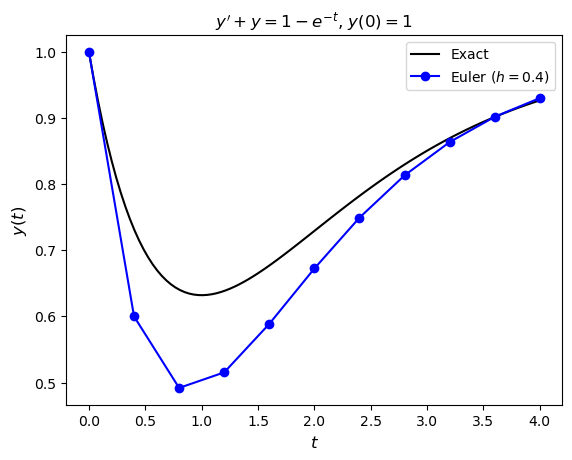 y′ + y = 1 − e^{−t}, y(0) = 1
Exact
Euler (h = 0.4)
y(t)
1.0
0.9
0.8
0.7
0.6
0.5
0.0 0.5 1.0 1.5 2.0 2.5 3.0 3.5 4.0
t